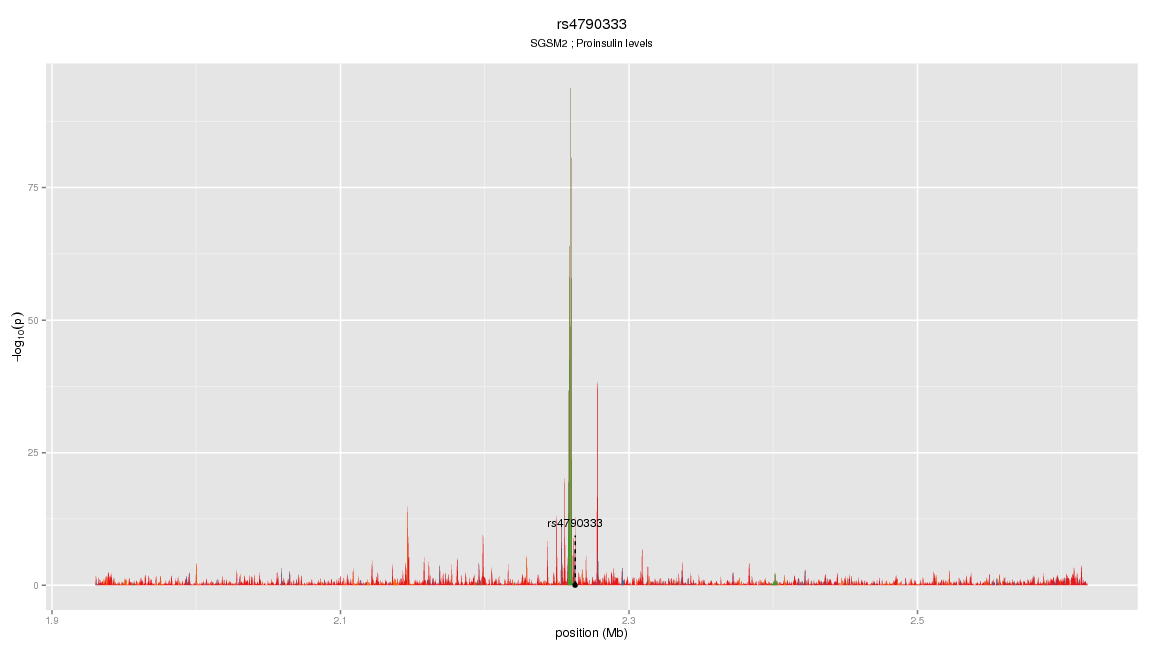 rs4790333
SGSM2 ; Proinsulin levels
−log10(p)
75
50
25
0
rs4790333
1.9
2.1
2.3
2.5
position (Mb)